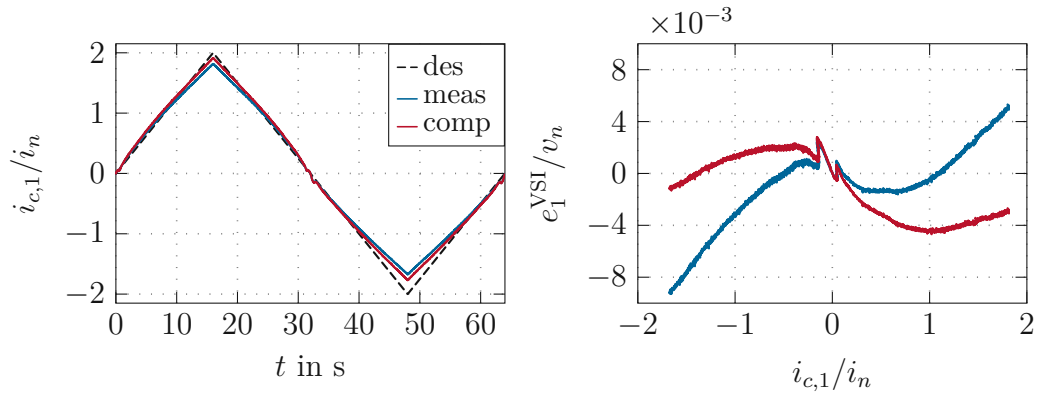 2
1
0
−1
−2
i_{c,1}/i_n
0 10 20 30 40 50 60
t in s
des
meas
comp
×10^{−3}
8
4
0
−4
−8
e_1^{VSI}/v_n
−2 −1 0 1 2
i_{c,1}/i_n